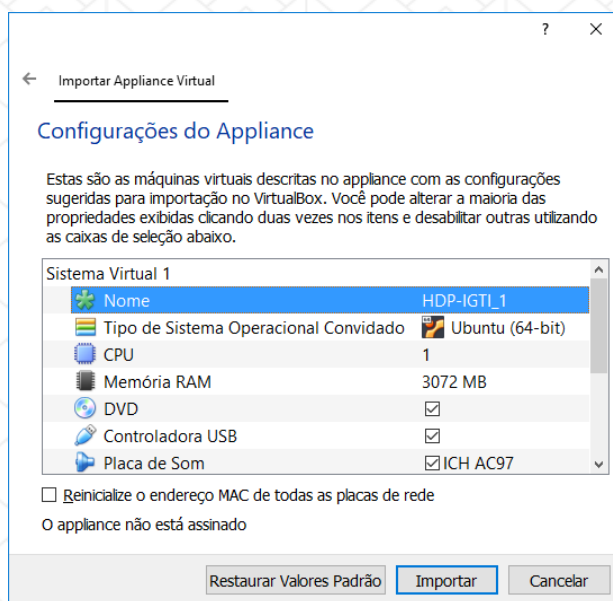 ?
Importar Appliance Virtual
Configurações do Appliance
Estas são as máquinas virtuais descritas no appliance com as configurações
sugeridas para importação no VirtualBox. Você pode alterar a maioria das
propriedades exibidas clicando duas vezes nos itens e desabilitar outras utilizando
as caixas de seleção abaixo.
Sistema Virtual 1
Nome HDP-IGTI_1
Tipo de Sistema Operacional Convidado Ubuntu (64-bit)
CPU 1
Memória RAM 3072 MB
DVD
Controladora USB
Placa de Som ICH AC97
Reinicialize o endereço MAC de todas as placas de rede
O appliance não está assinado
Restaurar Valores Padrão Importar Cancelar